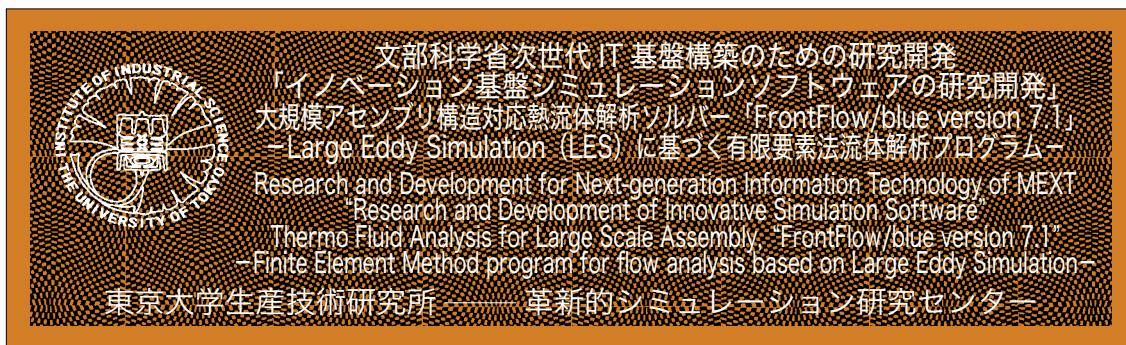 文部科学省次世代 IT 基盤構築のための研究開発
「イノベーション基盤シミュレーションソフトウェアの研究開発」
大規模アセンブリ構造対応熱流体解析ソルバー「FrontFlow/blue version 7.1」
−Large Eddy Simulation（LES）に基づく有限要素法流体解析プログラム−
THE INSTITUTE OF INDUSTRIAL SCIENCE
THE UNIVERSITY OF TOKYO
Research and Development for Next-generation Information Technology of MEXT
“Research and Development of Innovative Simulation Software”
Thermo Fluid Analysis for Large Scale Assembly, “FrontFlow/blue version 7.1”
−Finite Element Method program for flow analysis based on Large Eddy Simulation−
東京大学生産技術研究所 ――― 革新的シミュレーション研究センター